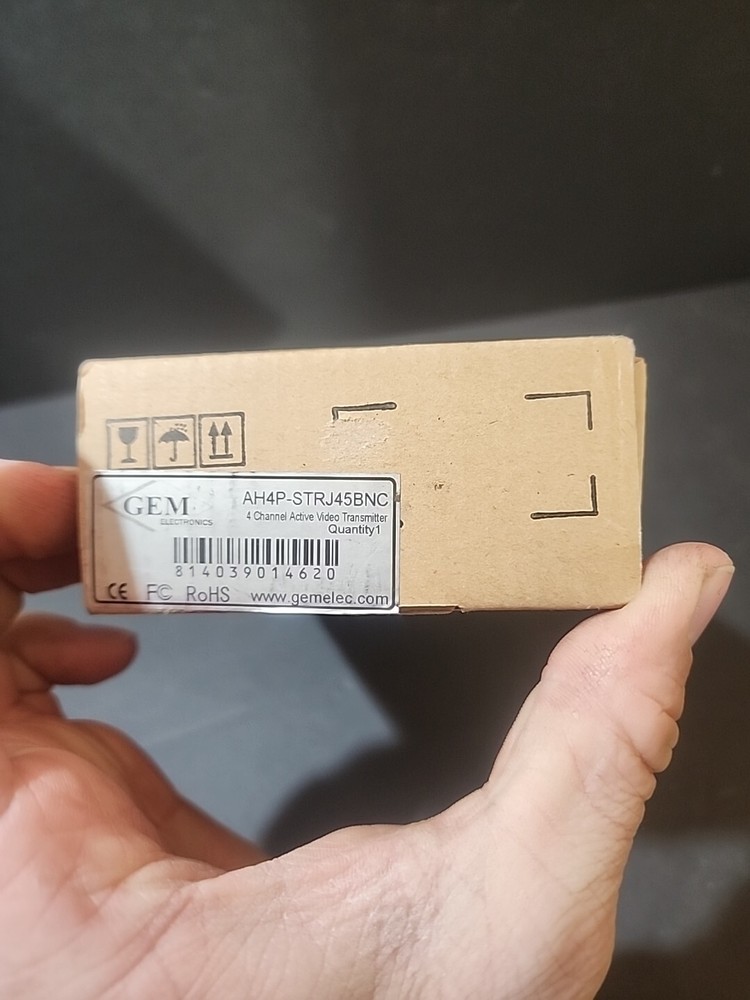 GEM
ELECTRONICS
AH4P-STRJ45BNC
4 Channel Active Video Transmitter
Quantity1
814039014620
CE FC RoHS www.gemelec.com